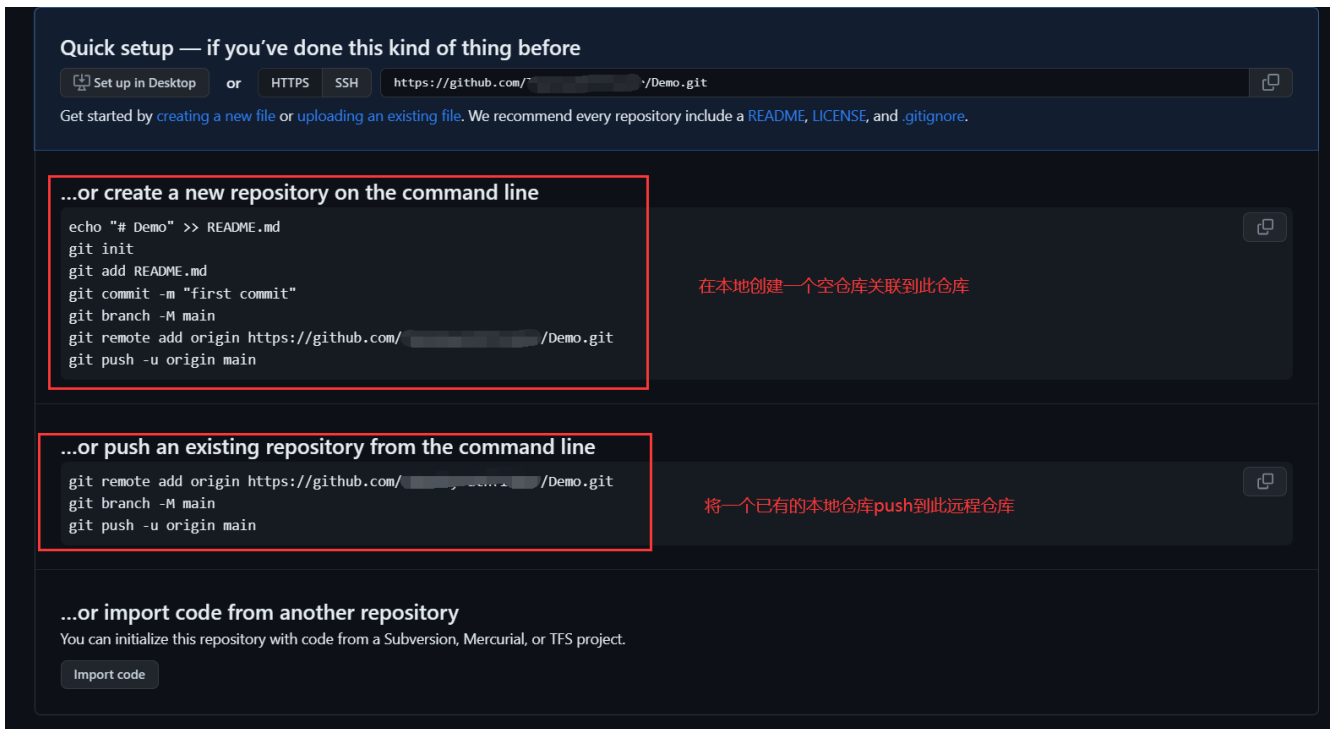 Quick setup — if you’ve done this kind of thing before
Set up in Desktop or HTTPS SSH https://github.com/ /Demo.git
Get started by creating a new file or uploading an existing file. We recommend every repository include a README, LICENSE, and .gitignore.
...or create a new repository on the command line
echo "# Demo" >> README.md
git init
git add README.md
git commit -m "first commit"
在本地创建一个空仓库关联到此仓库
git branch -M main
git remote add origin https://github.com/ /Demo.git
git push -u origin main
...or push an existing repository from the command line
git remote add origin https://github.com/ /Demo.git
git branch -M main
将一个已有的本地仓库push到此远程仓库
git push -u origin main
...or import code from another repository
You can initialize this repository with code from a Subversion, Mercurial, or TFS project.
Import code